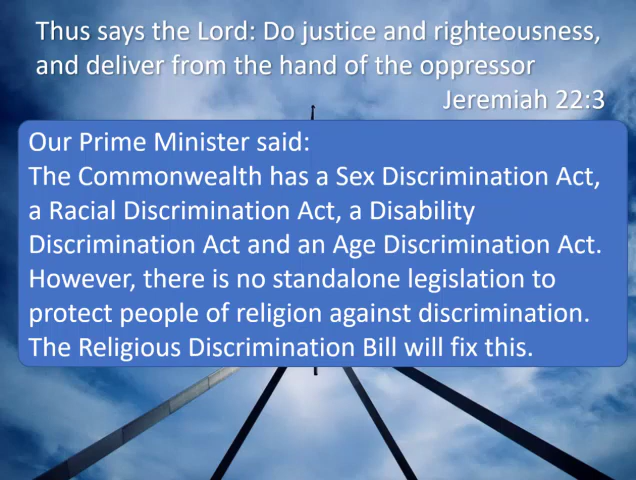 Thus says the Lord: Do justice and righteousness,
and deliver from the hand of the oppressor
Jeremiah 22:3
Our Prime Minister said:
The Commonwealth has a Sex Discrimination Act,
a Racial Discrimination Act, a Disability
Discrimination Act and an Age Discrimination Act.
However, there is no standalone legislation to
protect people of religion against discrimination.
The Religious Discrimination Bill will fix this.